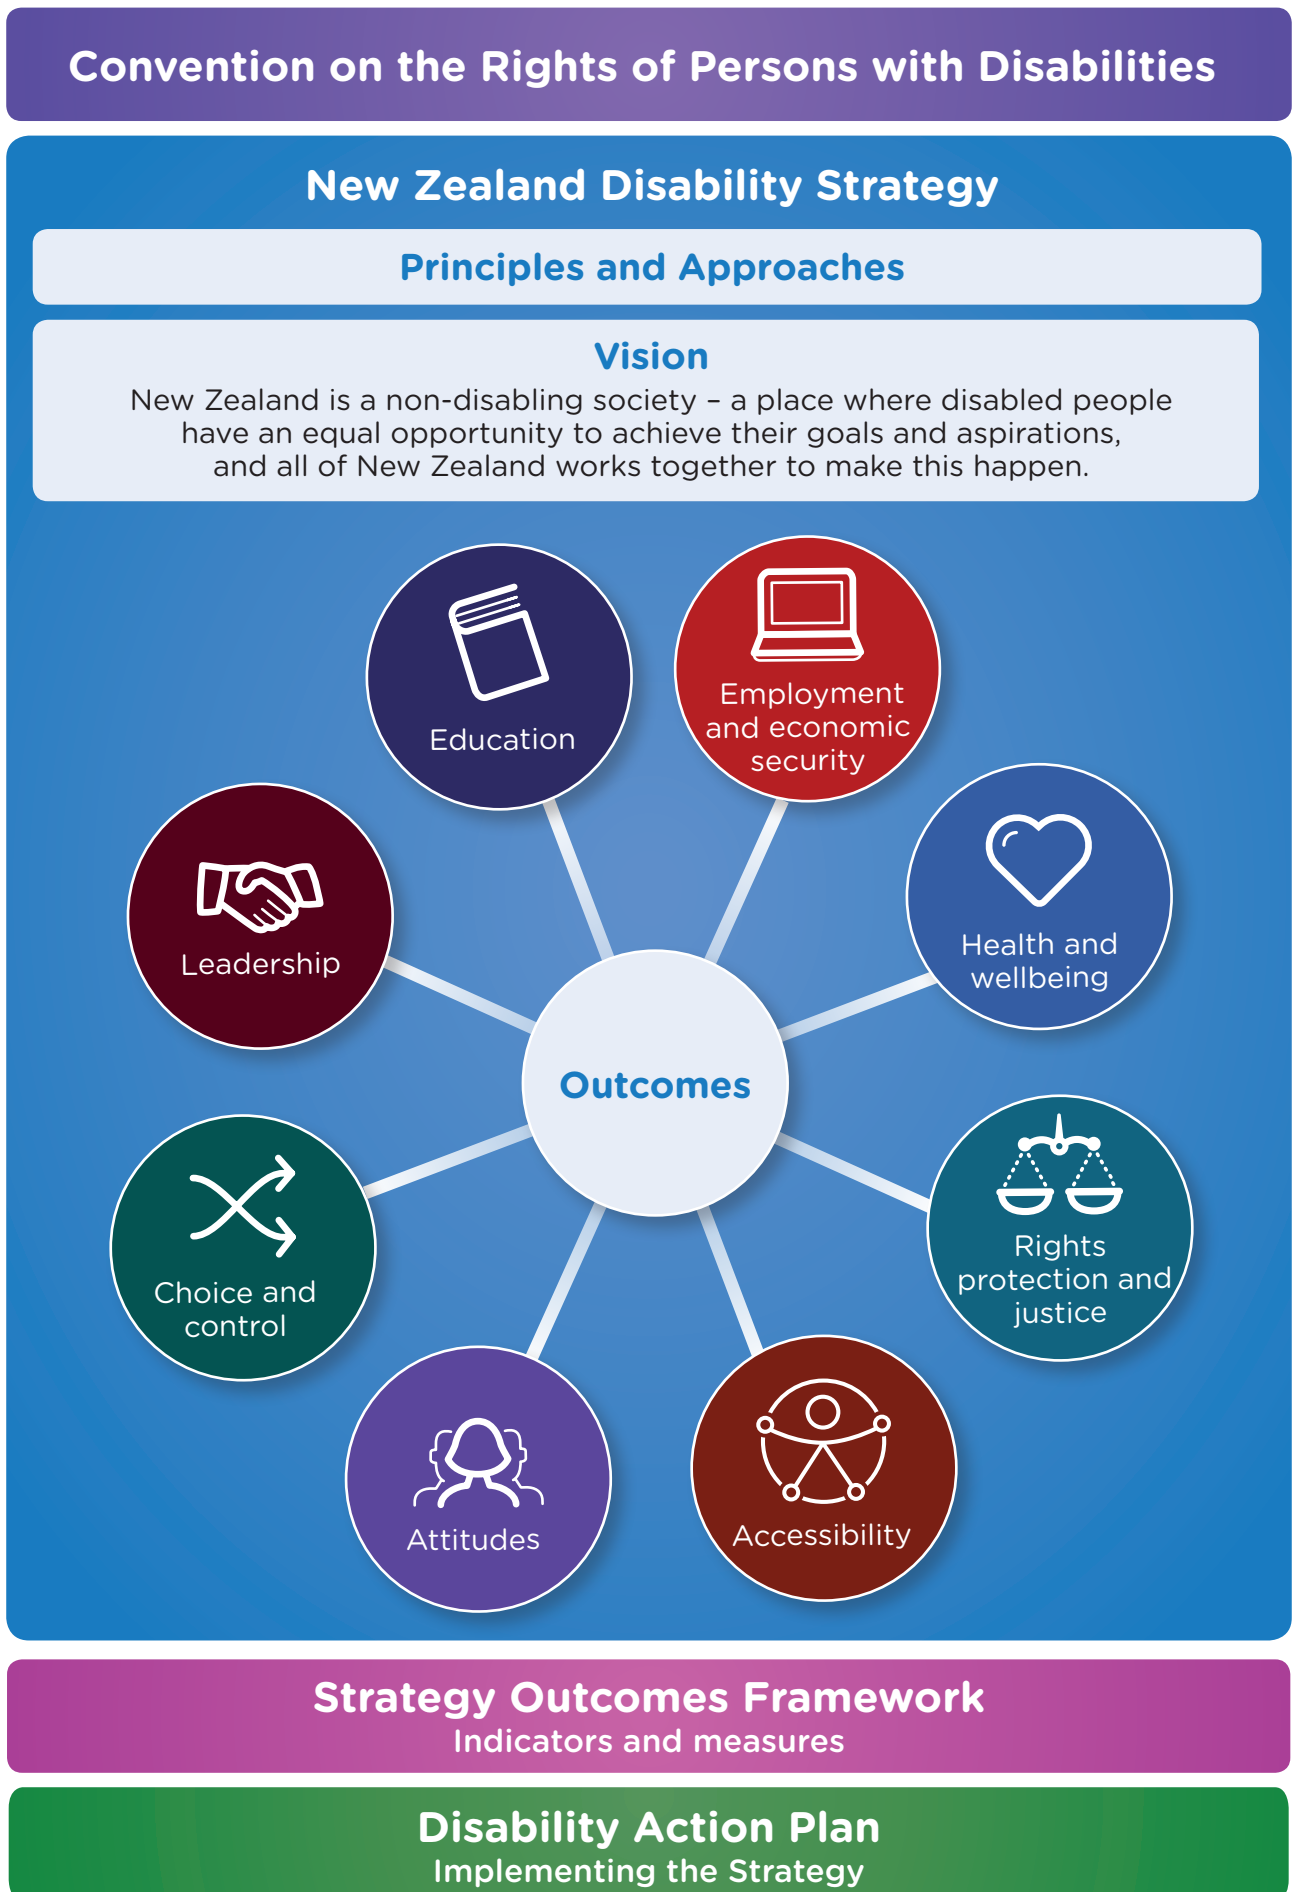 Convention on the Rights of Persons with Disabilities
New Zealand Disability Strategy
Principles and Approaches
Vision
New Zealand is a non-disabling society – a place where disabled people
have an equal opportunity to achieve their goals and aspirations,
and all of New Zealand works together to make this happen.
Education
Employment
and economic
security
Health and
wellbeing
Rights
protection and
justice
Accessibility
Attitudes
Choice and
control
Leadership
Outcomes
Strategy Outcomes Framework
Indicators and measures
Disability Action Plan
Implementing the Strategy